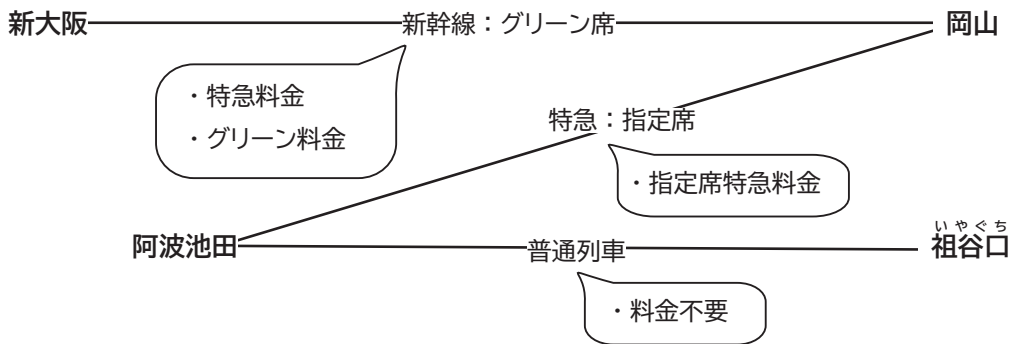 新大阪 新幹線：グリーン席 岡山
・特急料金
・グリーン料金
特急：指定席
・指定席特急料金
いやぐち
阿波池田 普通列車 祖谷口
・料金不要